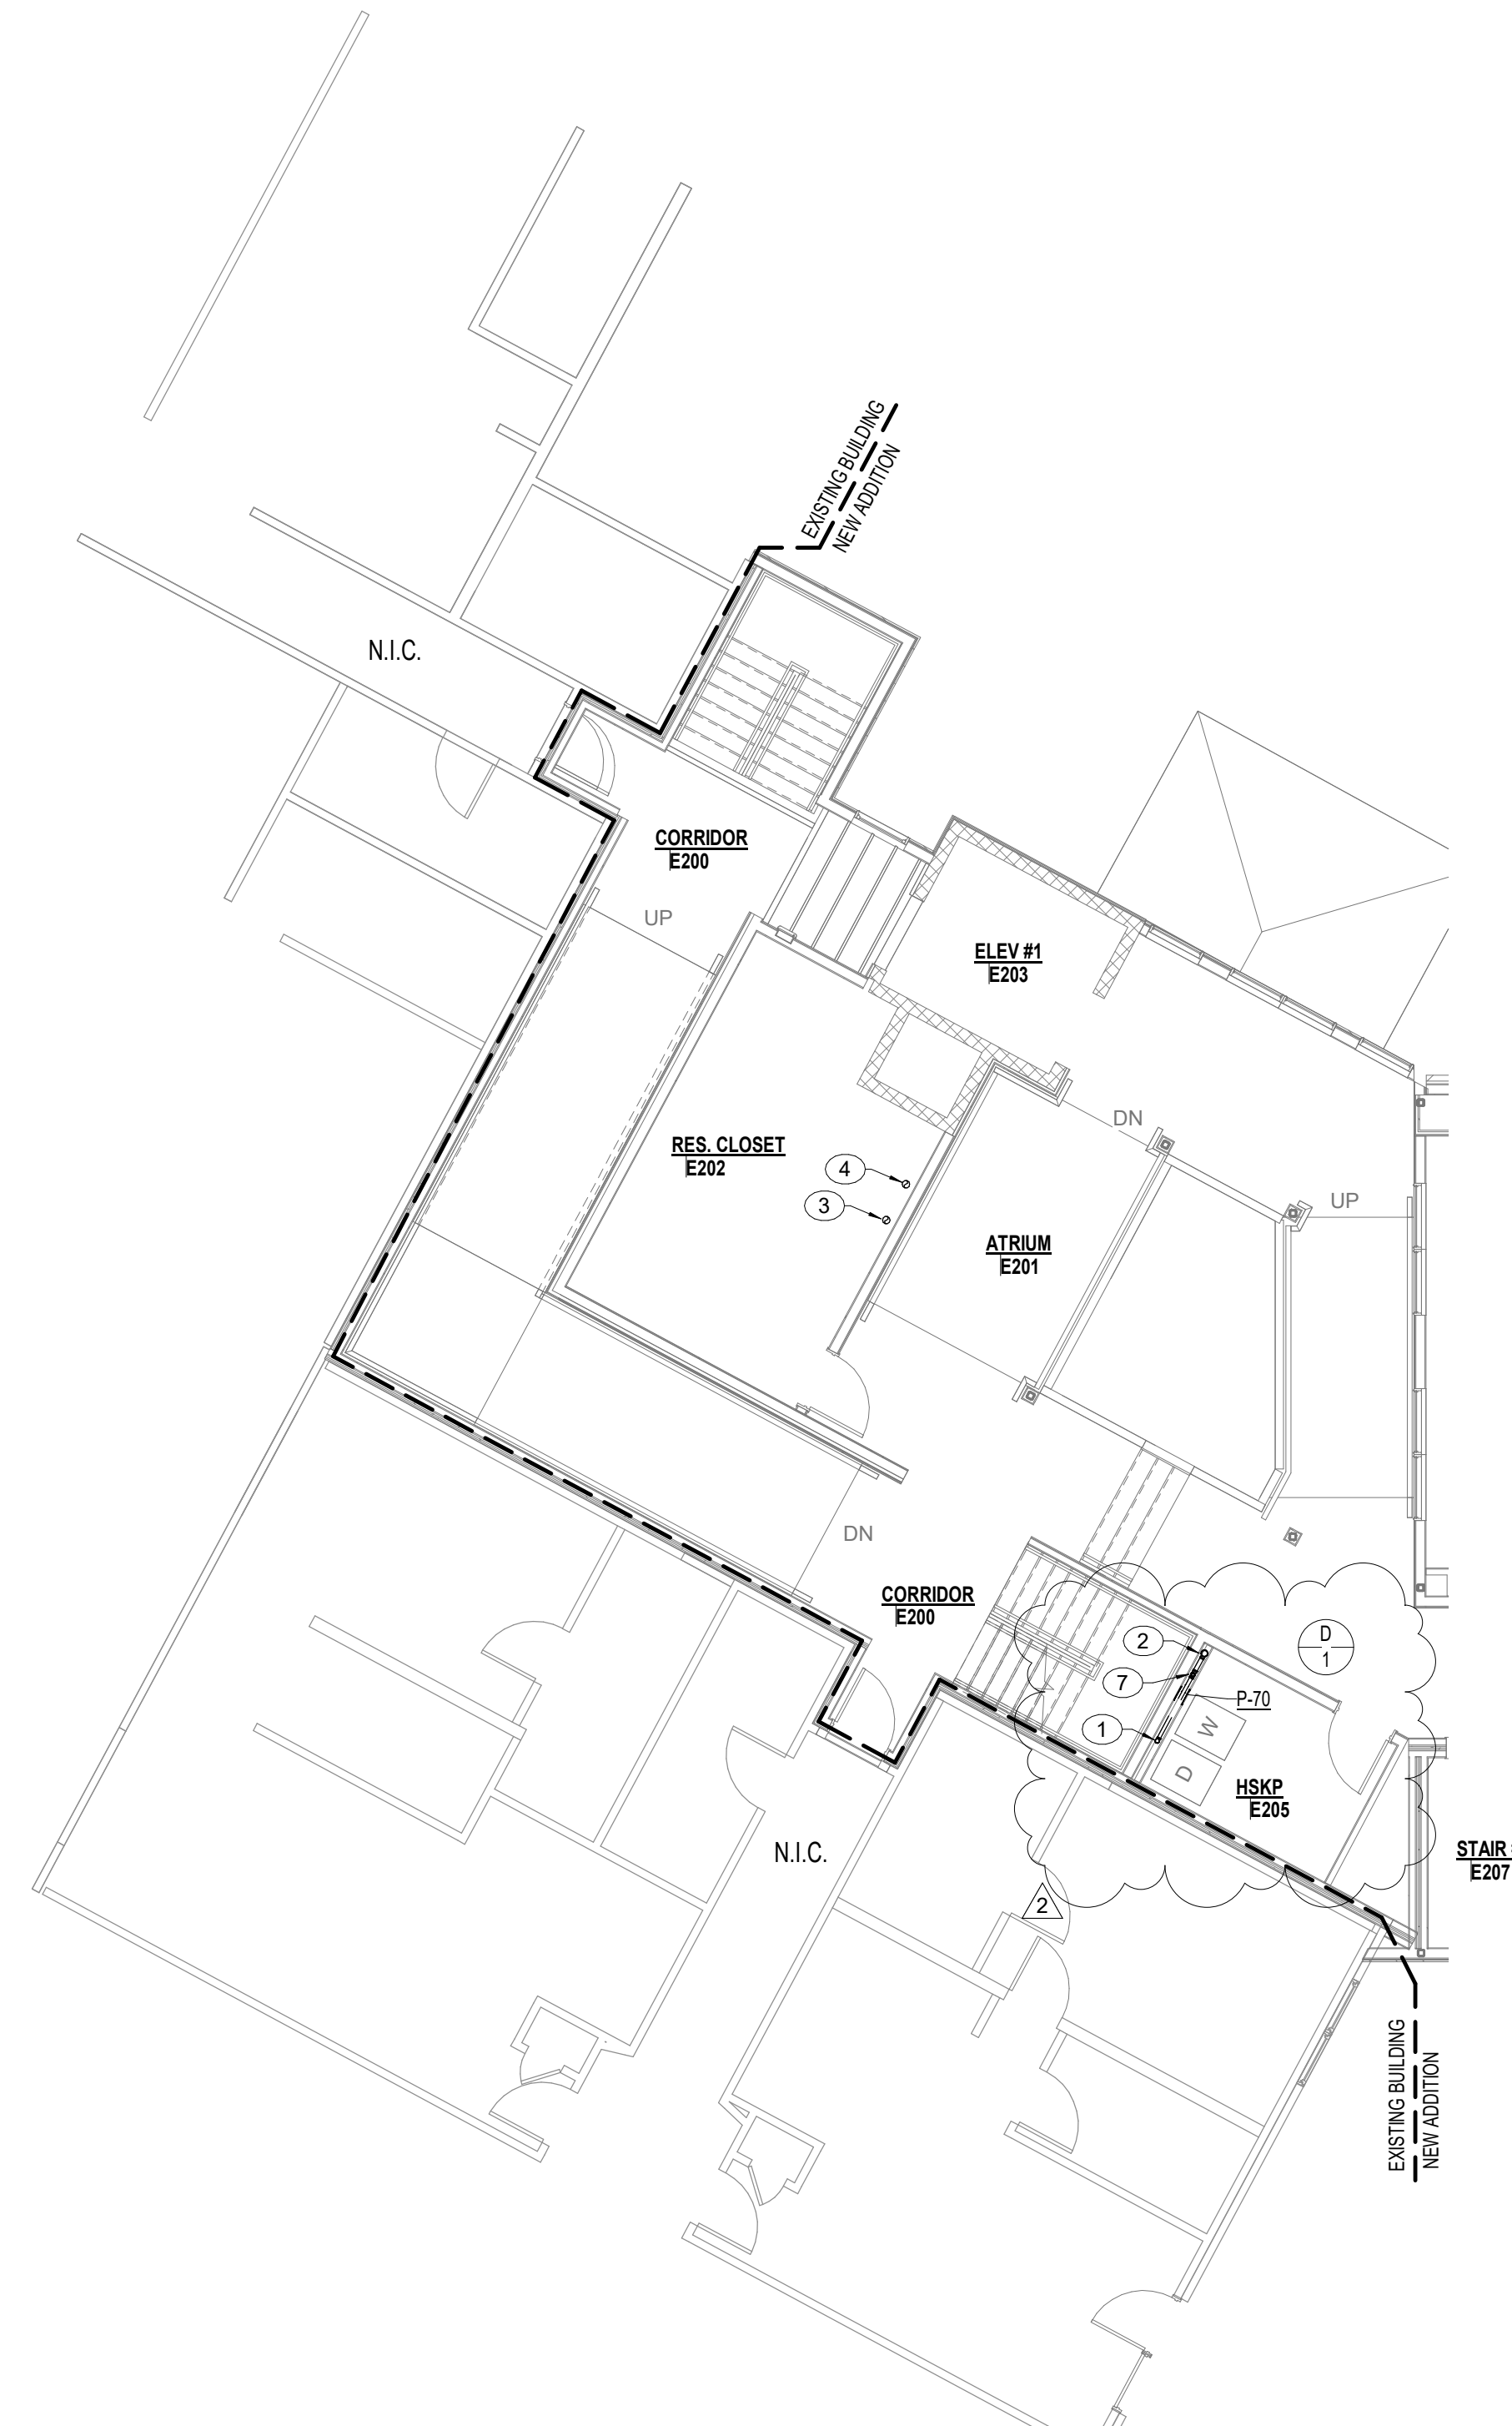 EXISTING BUILDING
NEW ADDITION
N.I.C.
CORRIDOR
E200
UP
ELEV #1
E203
DN
RES. CLOSET
E202
4
3
UP
ATRIUM
E201
DN
CORRIDOR
E200
D
1
2
7
P-70
1
W
D
HSKP
E205
STAIR
E207
N.I.C.
2
EXISTING BUILDING
NEW ADDITION